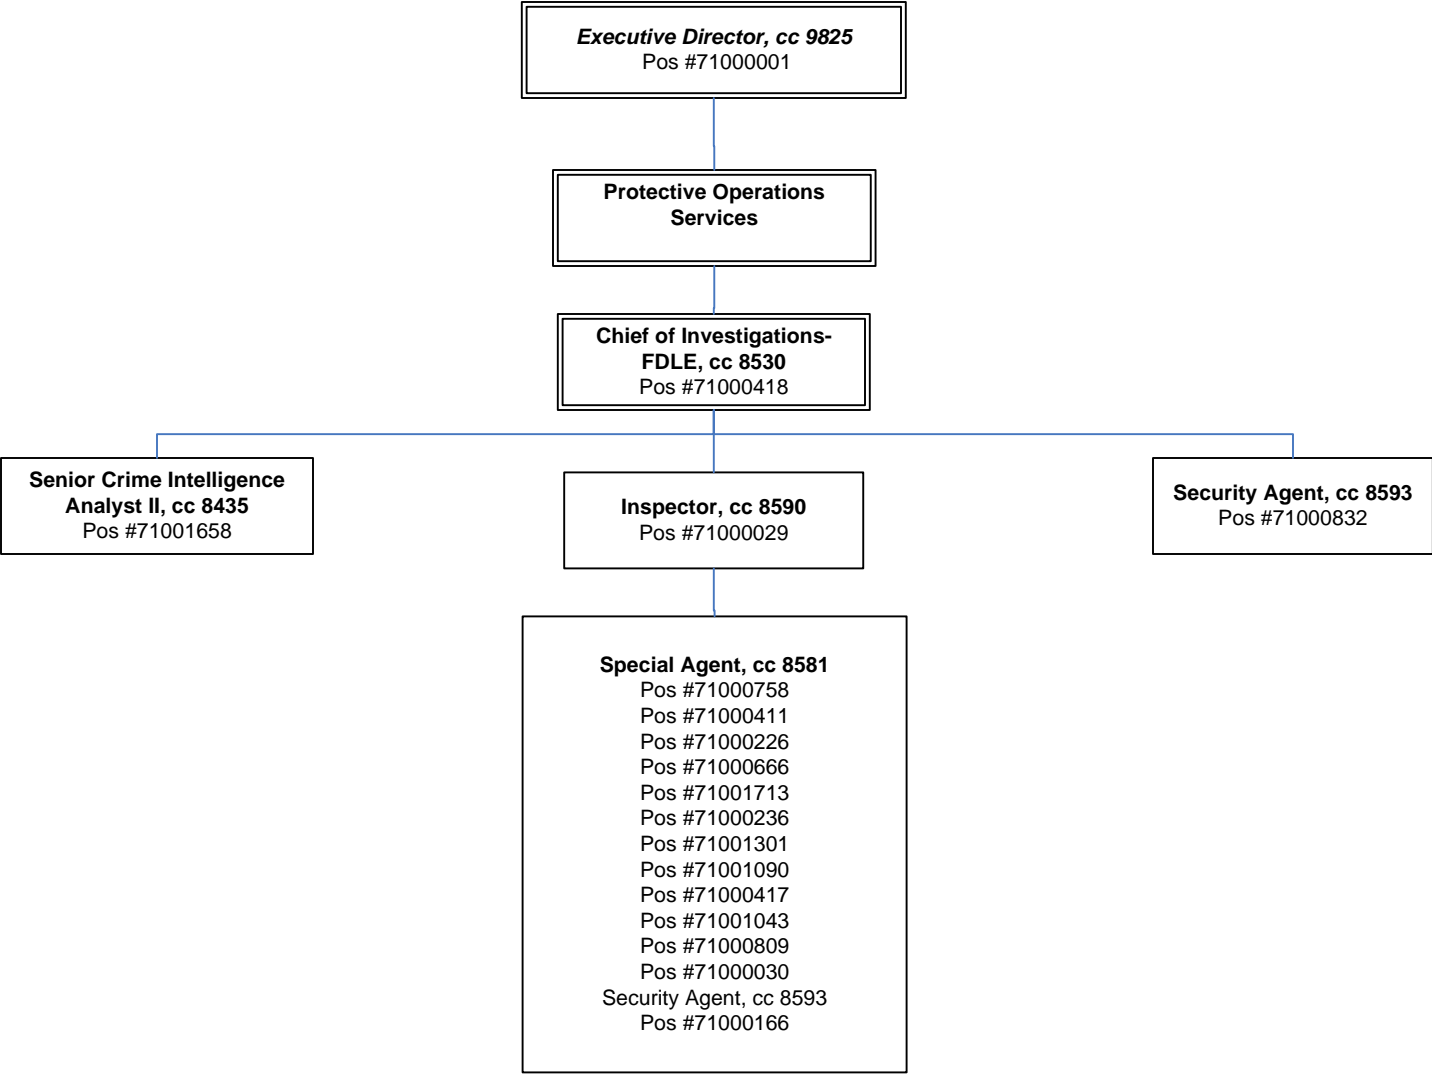 Executive Director, cc 9825
Pos #71000001
Protective Operations
Services
Chief of Investigations-
FDLE, cc 8530
Pos #71000418
Senior Crime Intelligence
Analyst II, cc 8435
Pos #71001658
Inspector, cc 8590
Pos #71000029
Security Agent, cc 8593
Pos #71000832
Special Agent, cc 8581
Pos #71000758
Pos #71000411
Pos #71000226
Pos #71000666
Pos #71001713
Pos #71000236
Pos #71001301
Pos #71001090
Pos #71000417
Pos #71001043
Pos #71000809
Pos #71000030
Security Agent, cc 8593
Pos #71000166